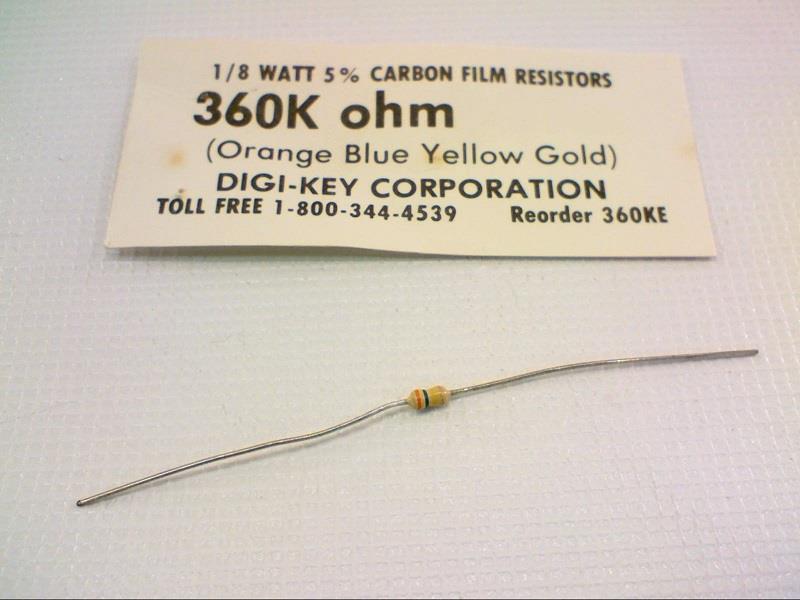 1/8 WATT 5% CARBON FILM RESISTORS
360K ohm
(Orange Blue Yellow Gold)
DIGI-KEY CORPORATION
TOLL FREE 1-800-344-4539 Reorder 360KE